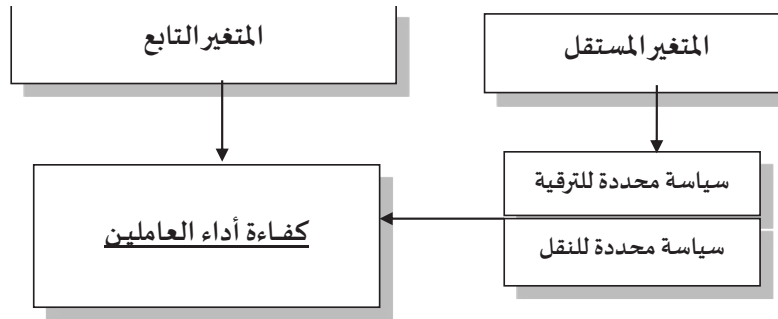 المتغير المستقل
المتغير التابع
سياسة محددة للترقية
سياسة محددة للنقل
كفاءة أداء العاملين